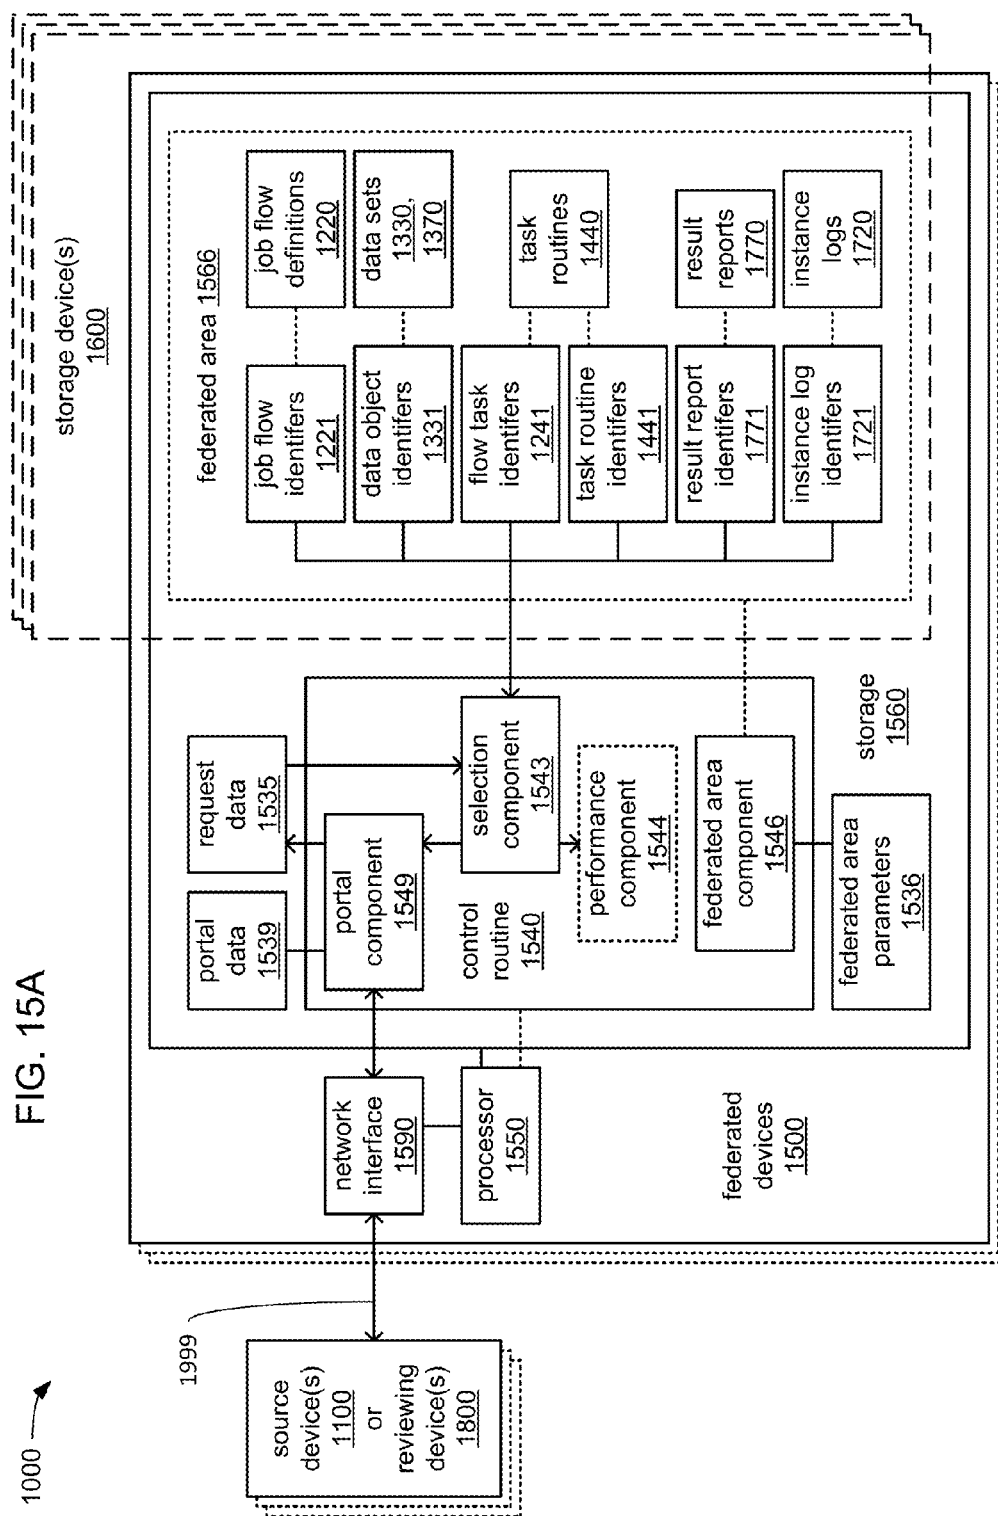 FIG. 15A
1000
source
device(s)
1100
or
reviewing
device(s)
1800
1999
network
interface
1590
processor
1550
federated
devices
1500
portal
data
1539
request
data
1535
portal
component
1549
control
routine
1540
selection
component
1543
performance
component
1544
federated area
component
1546
federated area
parameters
1536
storage
1560
storage device(s)
1600
federated area 1566
job flow
identifers
1221
job flow
definitions
1220
data object
identifers
1331
data sets
1330,
1370
flow task
identifers
1241
task routine
identifers
1441
task
routines
1440
result report
identifers
1771
result
reports
1770
instance log
identifers
1721
instance
logs
1720